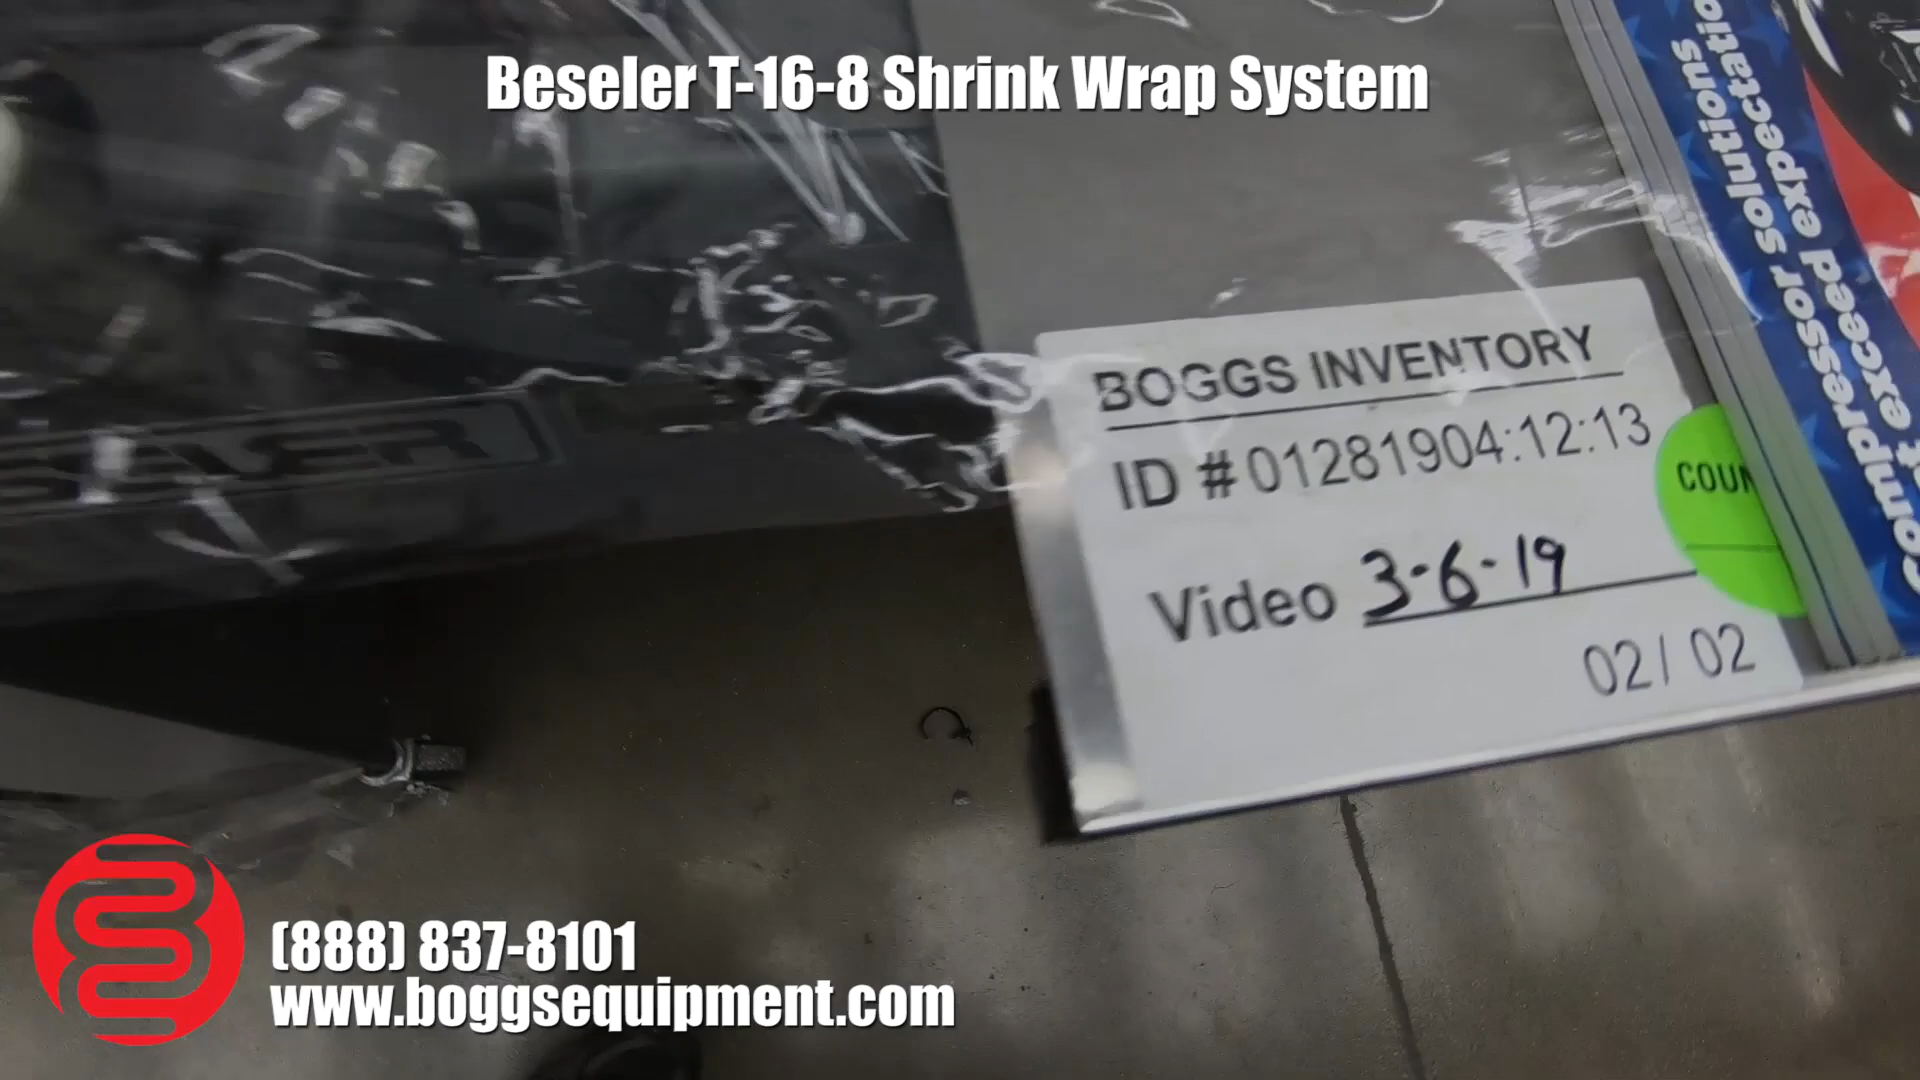 Beseler T-16-8 Shrink Wrap System
solutions
compressor
exceed expectatio
BOGGS INVENTORY
ID #01281904:12:13
COUN
Video 3-6-19
02/ 02
(888) 837-8101
www.boggsequipment.com